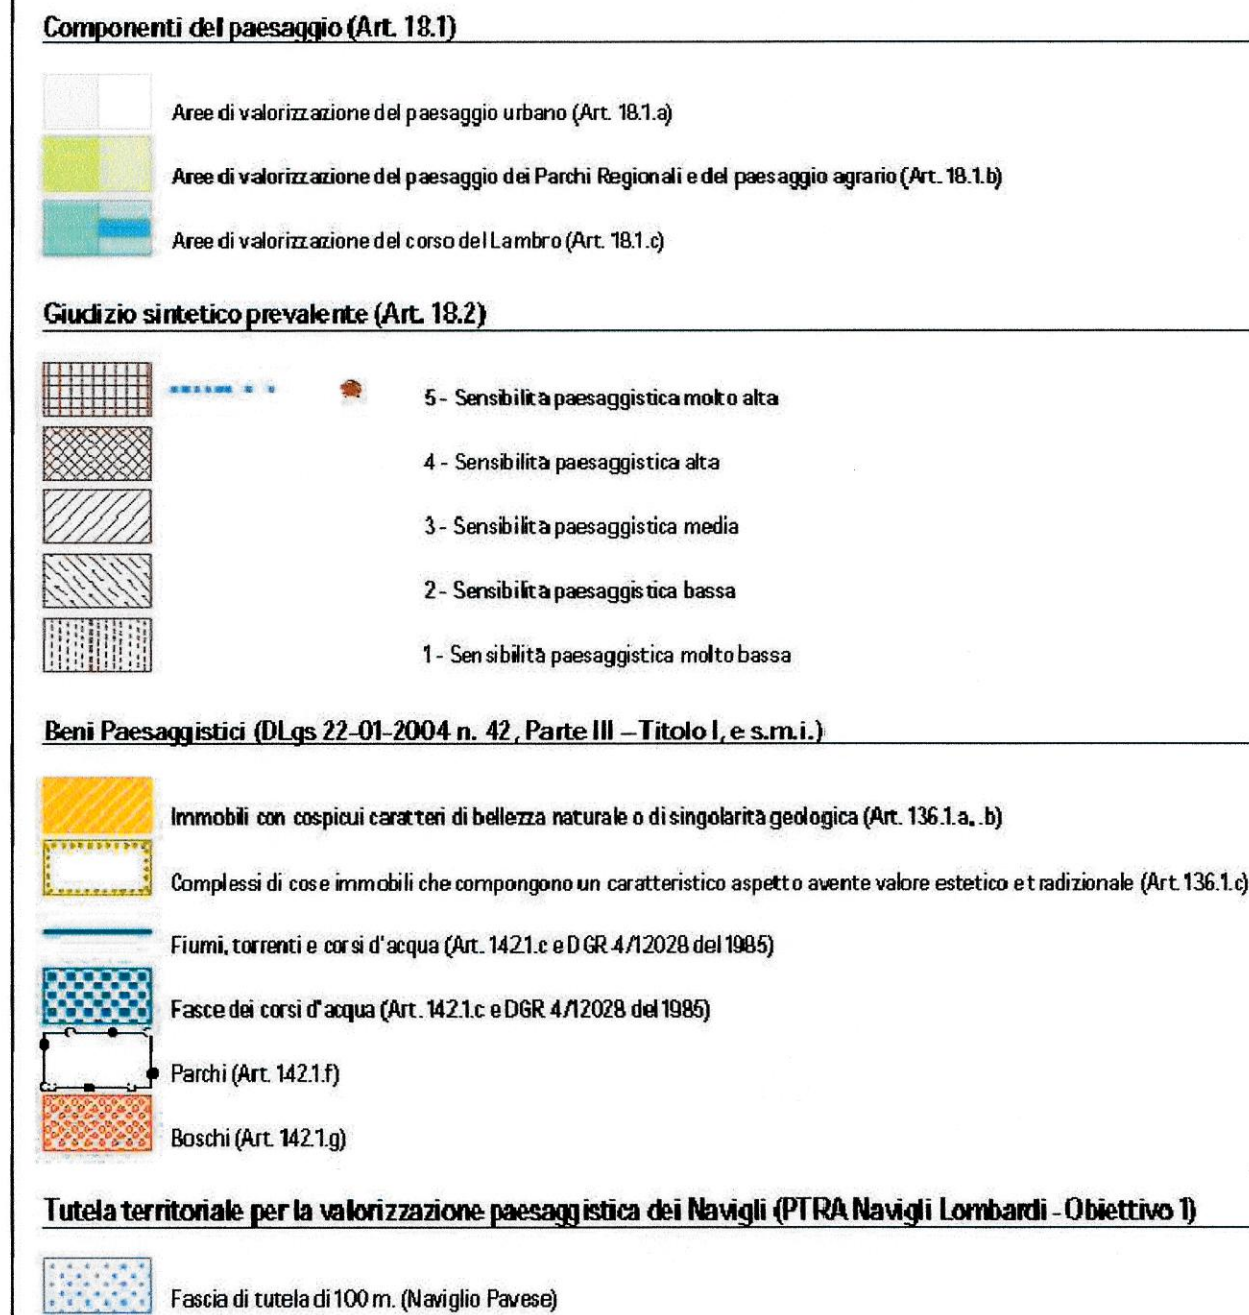 Componenti del paesaggio (Art. 18.1)
Aree di valorizzazione del paesaggio urbano (Art. 18.1.a)
Aree di valorizzazione del paesaggio dei Parchi Regionali e del paesaggio agrario (Art. 18.1.b)
Aree di valorizzazione del corso del Lambro (Art. 18.1.c)
Giudizio sintetico prevalente (Art. 18.2)
5 - Sensibilità paesaggistica molto alta
4 - Sensibilità paesaggistica alta
3 - Sensibilità paesaggistica media
2 - Sensibilità paesaggistica bassa
1 - Sensibilità paesaggistica molto bassa
Beni Paesaggistici (DLgs 22-01-2004 n. 42, Parte III – Titolo I, e s.m.i.)
Immobili con cospicui caratteri di bellezza naturale o di singolarità geologica (Art. 136.1.a, .b)
Complessi di cose immobili che compongono un caratteristico aspetto avente valore estetico e tradizionale (Art. 136.1.c)
Fiumi, torrenti e corsi d'acqua (Art. 142.1.c e DGR 4/12028 del 1985)
Fasce dei corsi d'acqua (Art. 142.1.c e DGR 4/12028 del 1985)
Parchi (Art. 142.1.f)
Boschi (Art. 142.1.g)
Tutela territoriale per la valorizzazione paesaggistica dei Navigli (PTRA Navigli Lombardi - Obiettivo 1)
Fascia di tutela di 100 m. (Naviglio Pavese)